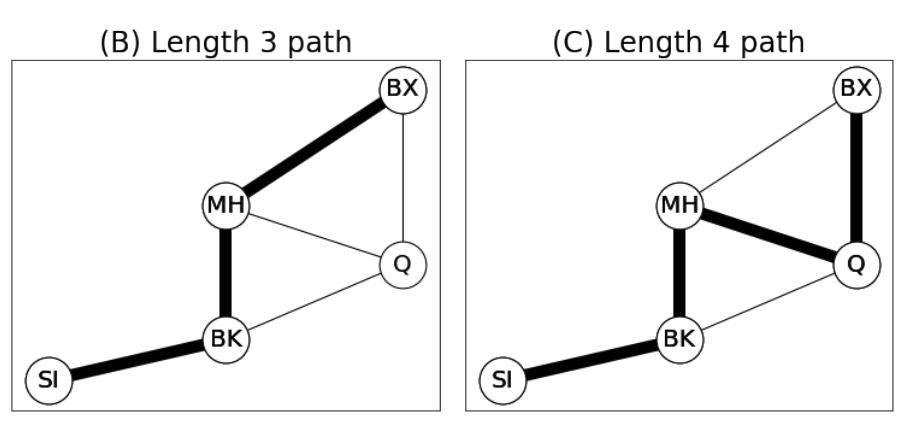 (B) Length 3 path
BX
MH
Q
BK
SI
(C) Length 4 path
BX
MH
Q
BK
SI